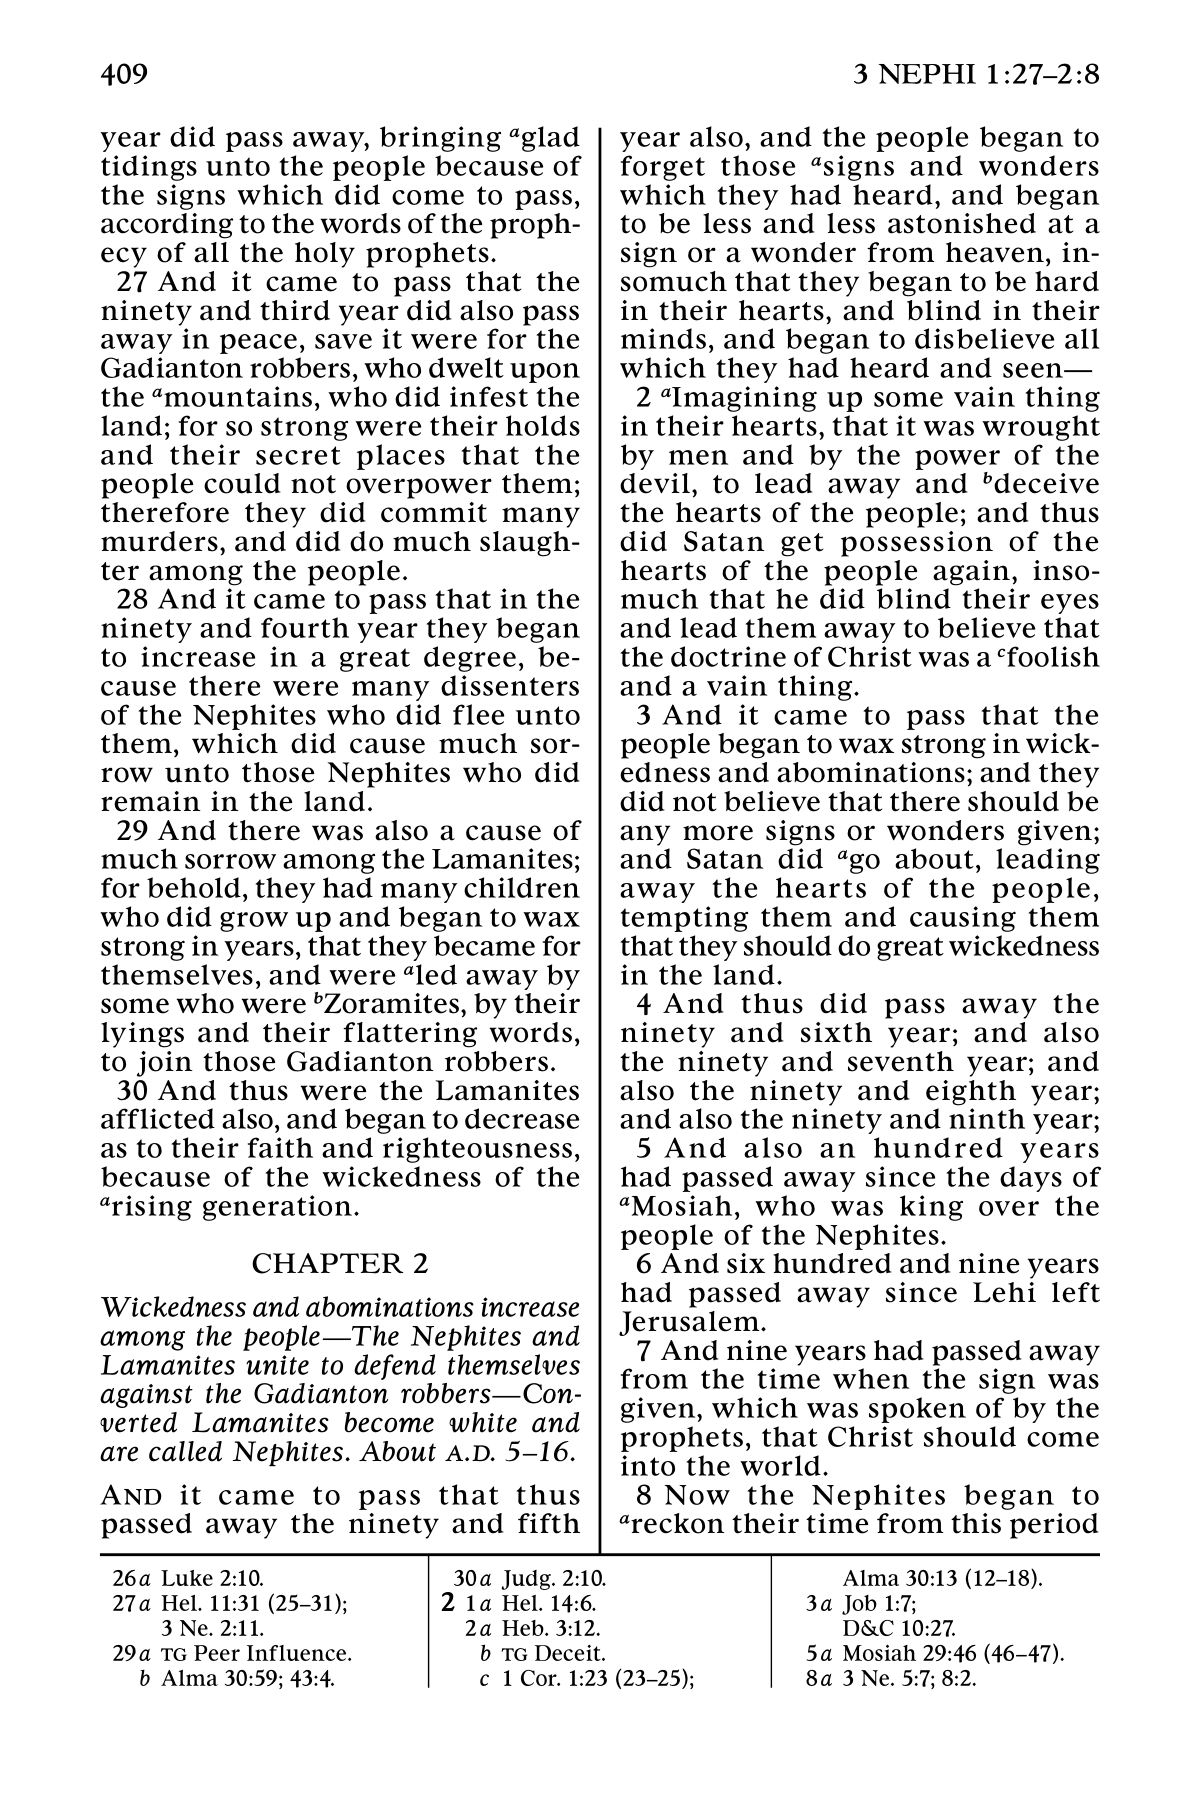 409
3 NEPHI 1:27–2:8
year did pass away, bringing aglad
tidings unto the people because of
the signs which did come to pass,
according to the words of the proph-
ecy of all the holy prophets.
27 And it came to pass that the
ninety and third year did also pass
away in peace, save it were for the
Gadianton robbers, who dwelt upon
the amountains, who did infest the
land; for so strong were their holds
and their secret places that the
people could not overpower them;
therefore they did commit many
murders, and did do much slaugh-
ter among the people.
28 And it came to pass that in the
ninety and fourth year they began
to increase in a great degree, be-
cause there were many dissenters
of the Nephites who did flee unto
them, which did cause much sor-
row unto those Nephites who did
remain in the land.
29 And there was also a cause of
much sorrow among the Lamanites;
for behold, they had many children
who did grow up and began to wax
strong in years, that they became for
themselves, and were aled away by
some who were bZoramites, by their
lyings and their flattering words,
to join those Gadianton robbers.
30 And thus were the Lamanites
afflicted also, and began to decrease
as to their faith and righteousness,
because of the wickedness of the
arising generation.
CHAPTER 2
Wickedness and abominations increase
among the people—The Nephites and
Lamanites unite to defend themselves
against the Gadianton robbers—Con-
verted Lamanites become white and
are called Nephites. About A.D. 5–16.
AND it came to pass that thus
passed away the ninety and fifth
year also, and the people began to
forget those asigns and wonders
which they had heard, and began
to be less and less astonished at a
sign or a wonder from heaven, in-
somuch that they began to be hard
in their hearts, and blind in their
minds, and began to disbelieve all
which they had heard and seen—
2 aImagining up some vain thing
in their hearts, that it was wrought
by men and by the power of the
devil, to lead away and bdeceive
the hearts of the people; and thus
did Satan get possession of the
hearts of the people again, inso-
much that he did blind their eyes
and lead them away to believe that
the doctrine of Christ was a cfoolish
and a vain thing.
3 And it came to pass that the
people began to wax strong in wick-
edness and abominations; and they
did not believe that there should be
any more signs or wonders given;
and Satan did ago about, leading
away the hearts of the people,
tempting them and causing them
that they should do great wickedness
in the land.
4 And thus did pass away the
ninety and sixth year; and also
the ninety and seventh year; and
also the ninety and eighth year;
and also the ninety and ninth year;
5 And also an hundred years
had passed away since the days of
aMosiah, who was king over the
people of the Nephites.
6 And six hundred and nine years
had passed away since Lehi left
Jerusalem.
7 And nine years had passed away
from the time when the sign was
given, which was spoken of by the
prophets, that Christ should come
into the world.
8 Now the Nephites began to
areckon their time from this period
26a Luke 2:10.
27a Hel. 11:31 (25–31);
3 Ne. 2:11.
29a TG Peer Influence.
b Alma 30:59; 43:4.
30a Judg. 2:10.
2 1a Hel. 14:6.
2a Heb. 3:12.
b TG Deceit.
c 1 Cor. 1:23 (23–25);
Alma 30:13 (12–18).
3a Job 1:7;
D&C 10:27.
5a Mosiah 29:46 (46–47).
8a 3 Ne. 5:7; 8:2.